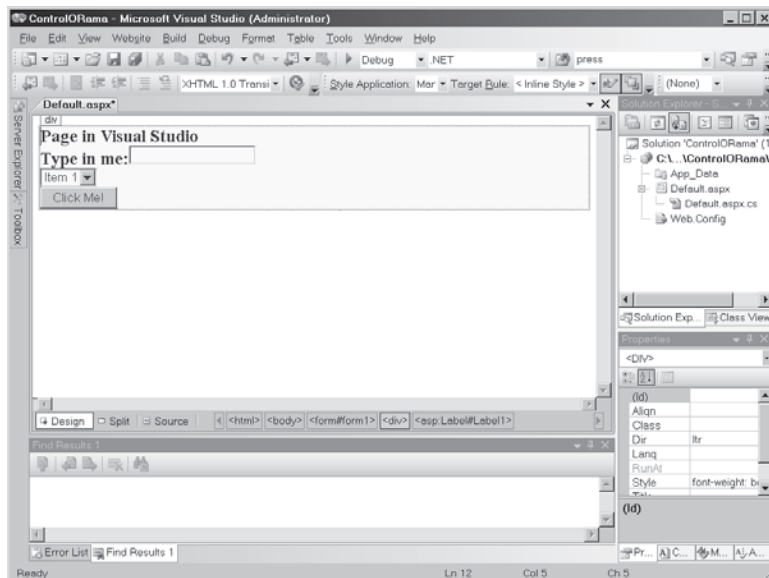 ControlORama - Microsoft Visual Studio (Administrator)
File Edit View Website Build Debug Format Table Tools Window Help
Debug .NET press
XHTML 1.0 Transi Style Application: Mar Target Rule: < Inline Style > (None)
Server Explorer
Toolbox
Default.aspx*
div
Page in Visual Studio
Type in me:
Item 1
Click Me!
Design Split Source <html> <body> <form#form1> <div> <asp:Label#Label1>
Find Results 1
Error List Find Results 1
Solution Explorer - S...
Solution 'ControlORama' (1
C:\...\ControlORama\
App_Data
Default.aspx
Default.aspx.cs
Web.Config
Solution Exp... Class View
Properties
<DIV>
(Id)
Align
Class
Dir ltr
Lang
RunAt
Style font-weight: b
(Id)
Pr... C... M... A...
Ready Ln 12 Col 5 Ch 5